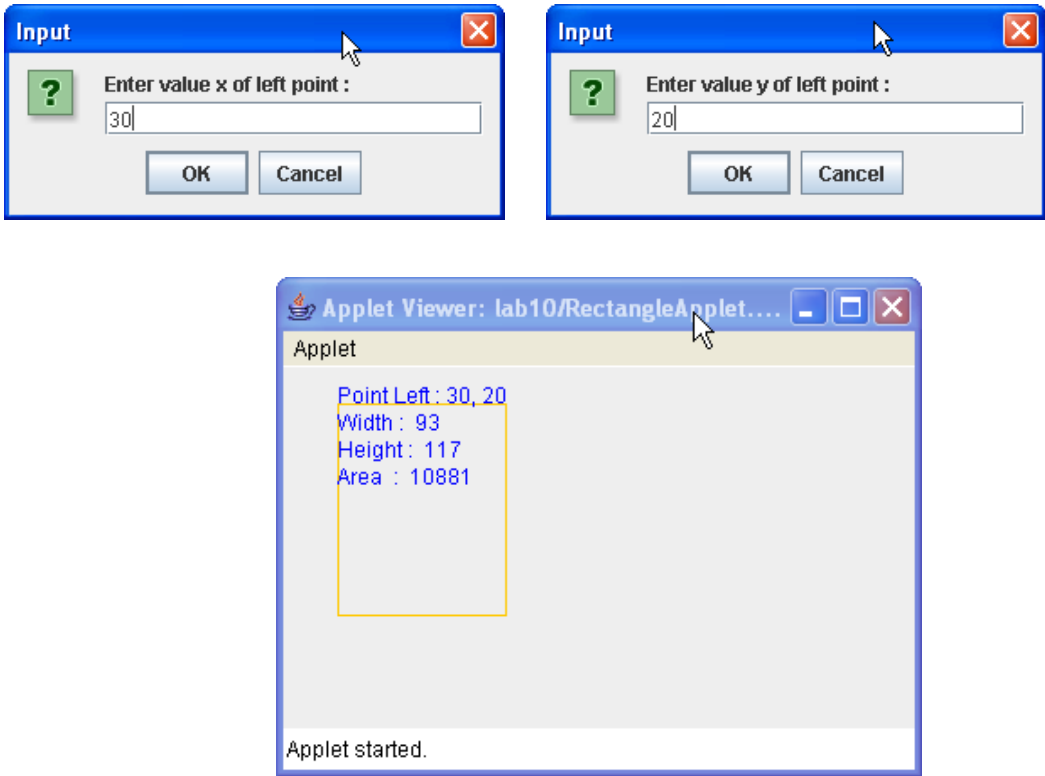 Input
Enter value x of left point :
30
OK Cancel
Input
Enter value y of left point :
20
OK Cancel
Applet Viewer: lab10/RectangleApplet....
Applet
Point Left : 30, 20
Width : 93
Height : 117
Area : 10881
Applet started.